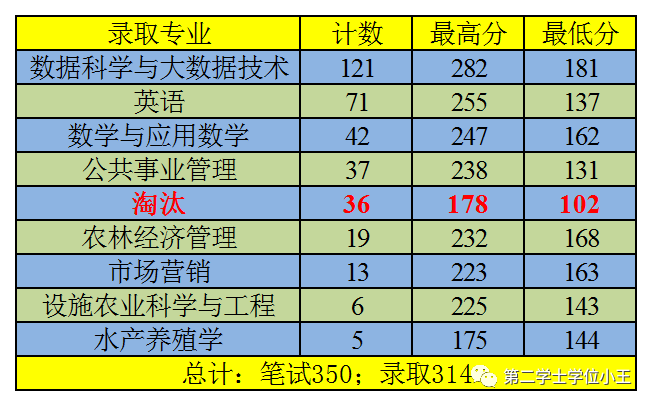 录取专业 计数 最高分 最低分
数据科学与大数据技术 121 282 181
英语 71 255 137
数学与应用数学 42 247 162
公共事业管理 37 238 131
淘汰 36 178 102
农林经济管理 19 232 168
市场营销 13 223 163
设施农业科学与工程 6 225 143
水产养殖学 5 175 144
总计：笔试350；录取314
第二学士学位小王